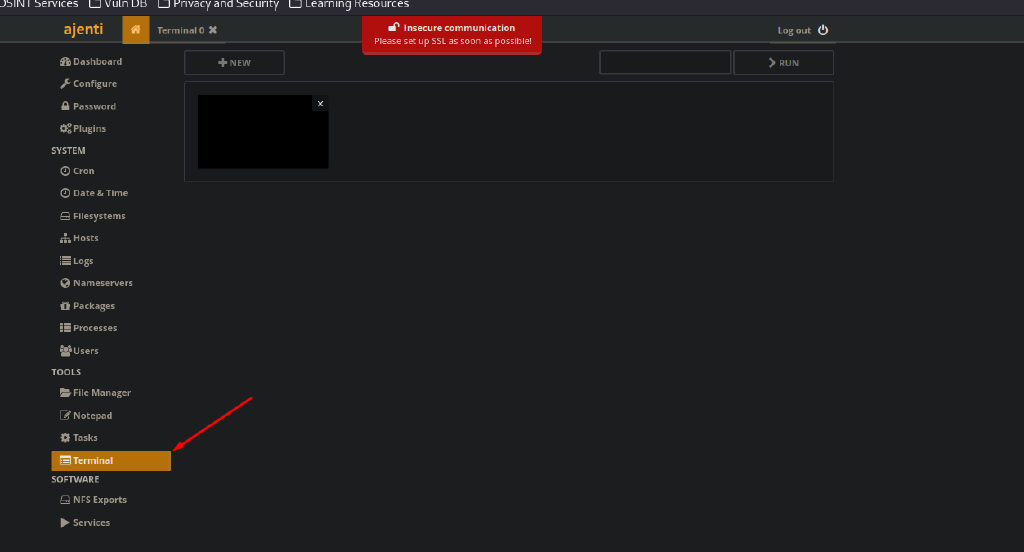 OSINT Services Vuln DB Privacy and Security Learning Resources
ajenti Terminal 0 Insecure communication Log out
Please set up SSL as soon as possible!
Dashboard NEW RUN
Configure
Password
Plugins
SYSTEM
Cron
Date & Time
Filesystems
Hosts
Logs
Nameservers
Packages
Processes
Users
TOOLS
File Manager
Notepad
Tasks
Terminal
SOFTWARE
NFS Exports
Services